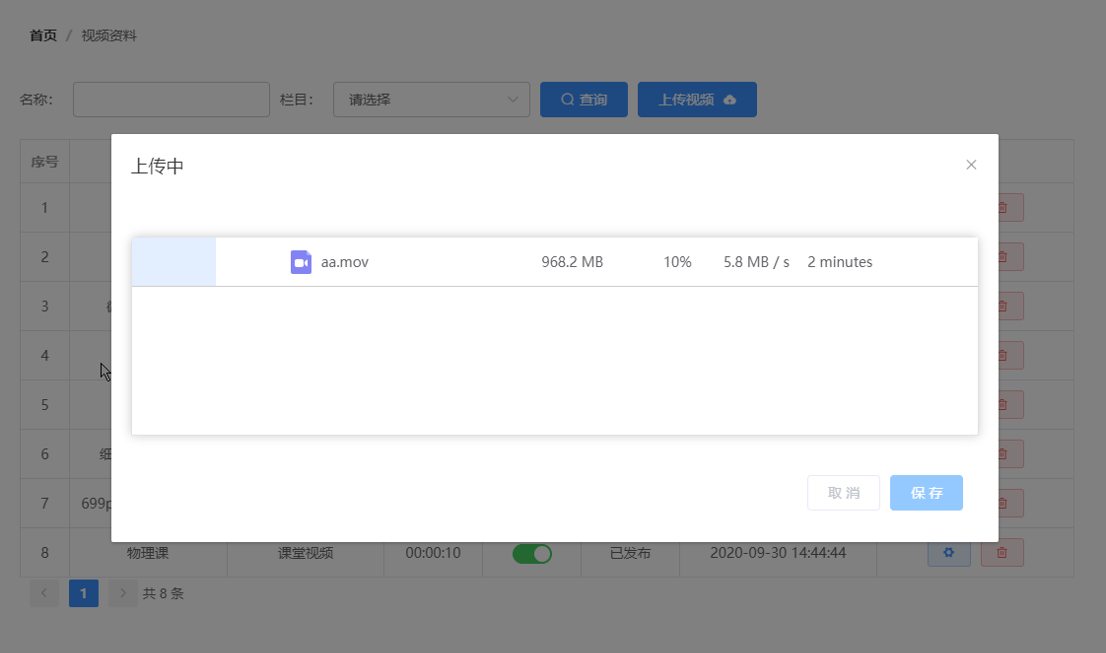 首页 / 视频资料
名称： 栏目： 请选择 查询 上传视频
序号
上传中
1
aa.mov 968.2 MB 10% 5.8 MB / s 2 minutes
2
3
4
5
6 细
7 699p
取 消 保 存
8 物理课 课堂视频 00:00:10 已发布 2020-09-30 14:44:44
1 共 8 条